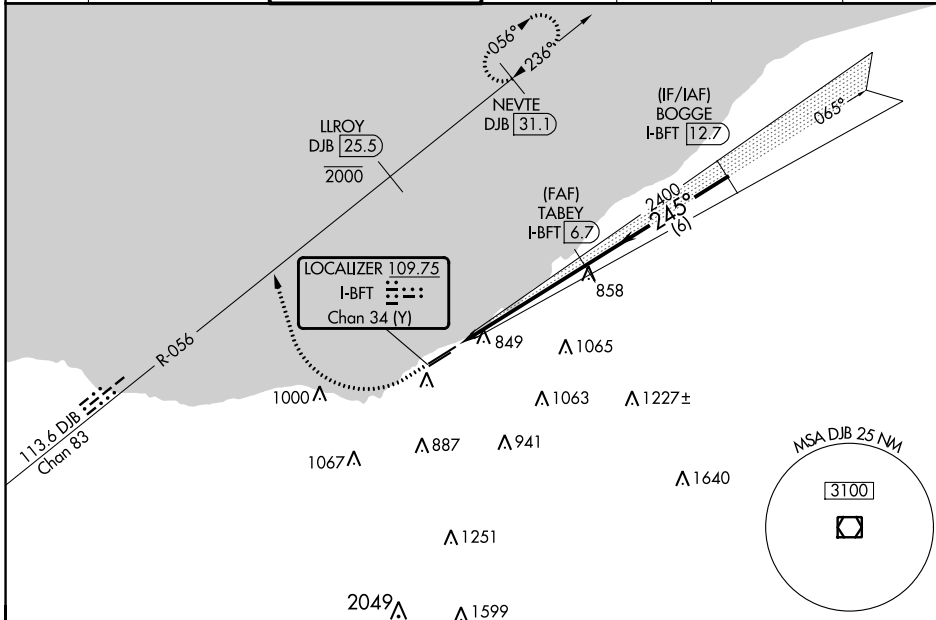 056°
236°
NEVTE
DJB 31.1
(IF/IAF)
BOGGE
I-BFT 12.7
065°
LLROY
DJB 25.5
2000
(FAF)
TABEY
I-BFT 6.7
2400
245°
(6)
LOCALIZER 109.75
I-BFT
Chan 34 (Y)
858
849
1065
R-056
1000
1063
1227±
113.6 DJB
Chan 83
1067
887
941
1640
MSA DJB 25 NM
3100
1251
2049
1599